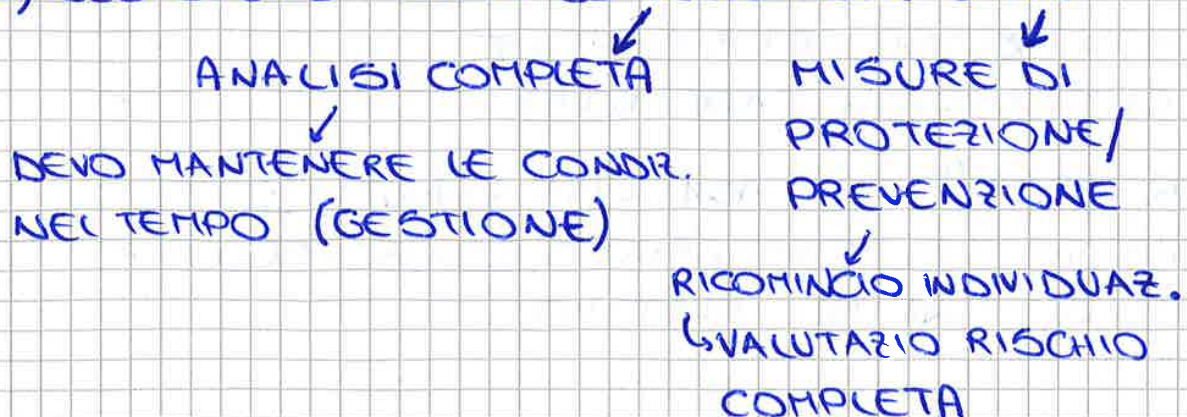 ANALISI COMPLETA
DEVO MANTENERE LE CONDIZ.
NEL TEMPO (GESTIONE)
MISURE DI
PROTEZIONE/
PREVENZIONE
RICOMINCIO INDIVIDUAZ.
↳VALUTAZIO RISCHIO
COMPLETA